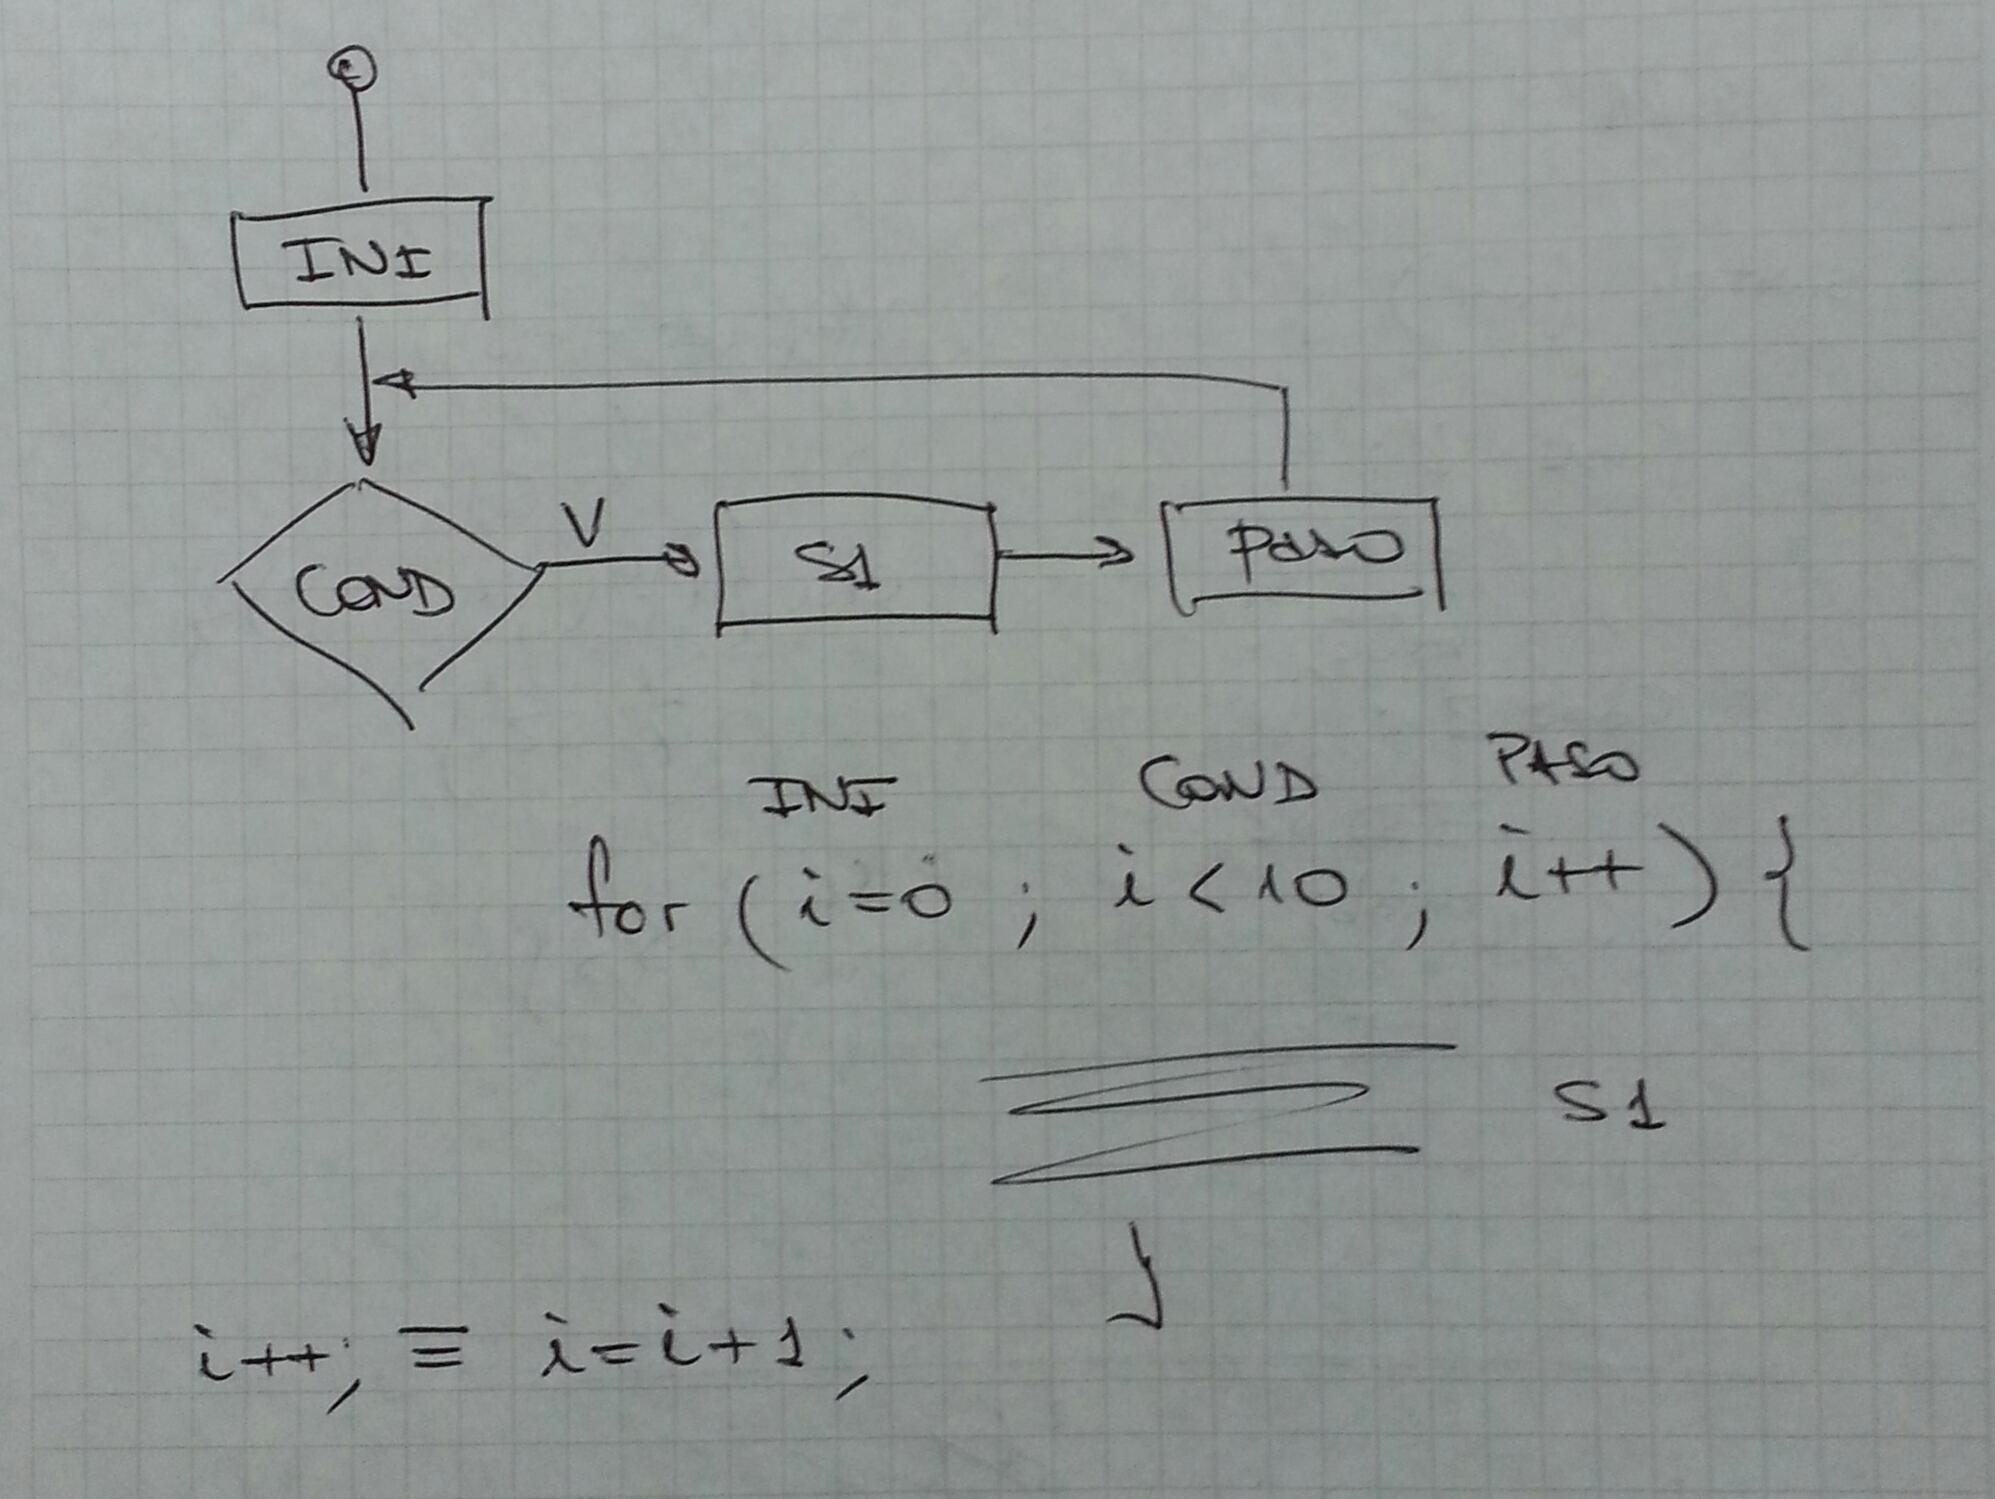 INI
V
COND
S1
PASO
INI COND PASO
for (i=0 ; i<10 ; i++) {
S1
}
i++; ≡ i=i+1;